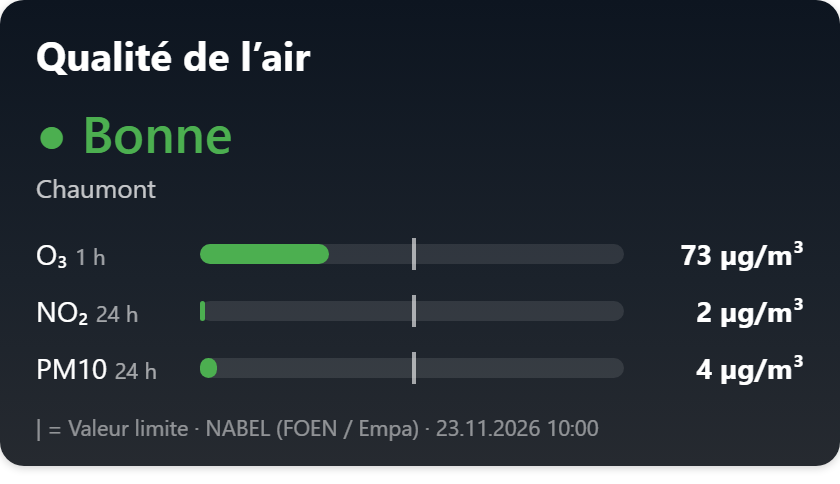 Qualité de l’air
● Bonne
Chaumont
O₃ 1 h 73 µg/m³
NO₂ 24 h 2 µg/m³
PM10 24 h 4 µg/m³
| = Valeur limite · NABEL (FOEN / Empa) · 23.11.2026 10:00